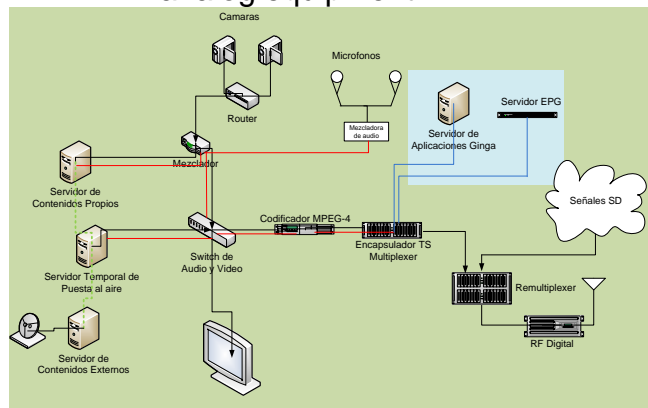 Camaras
Microfonos
Router
Mezcladora
de audio
Servidor de
Aplicaciones Ginga
Servidor EPG
Mezclador
Servidor de
Contenidos Propios
Señales SD
Codificador MPEG-4
Encapsulador TS
Multiplexer
Switch de
Audio y Video
Servidor Temporal de
Puesta al aire
Remultiplexer
RF Digital
Servidor de
Contenidos Externos